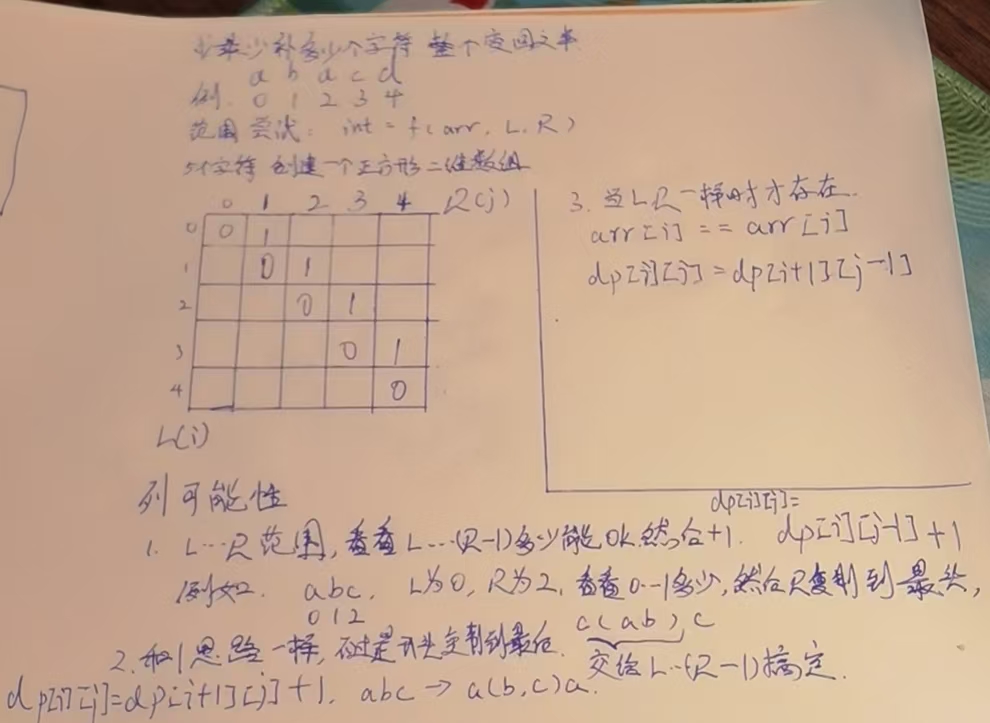 少来少补多少个字符 整个变回文串
a b a c d
例. 0 1 2 3 4
范围尝试: int = f(arr, L, R)
5个字符 创建一个正方形二维数组
0 1 2 3 4 R(j)
0 0 1
1 0 1
2 0 1
3 0 1
4 0
L(i)
3. 当L R一样时才存在.
arr[i] == arr[j]
dp[i][j] = dp[i+1][j-1]
列可能性
dp[i][j]=
1. L…R范围, 看看L…(R-1)多少能ok, 然后+1. dp[i][j-1]+1
例如. abc, L为0, R为2, 看看0-1多少, 然后R复制到最头,
0 1 2
c(ab), c
交给L…(R-1)搞定.
2. 和1思路一样, 不过是开头复制到最后.
dp[i][j]=dp[i+1][j]+1. abc → a(b,c)a.